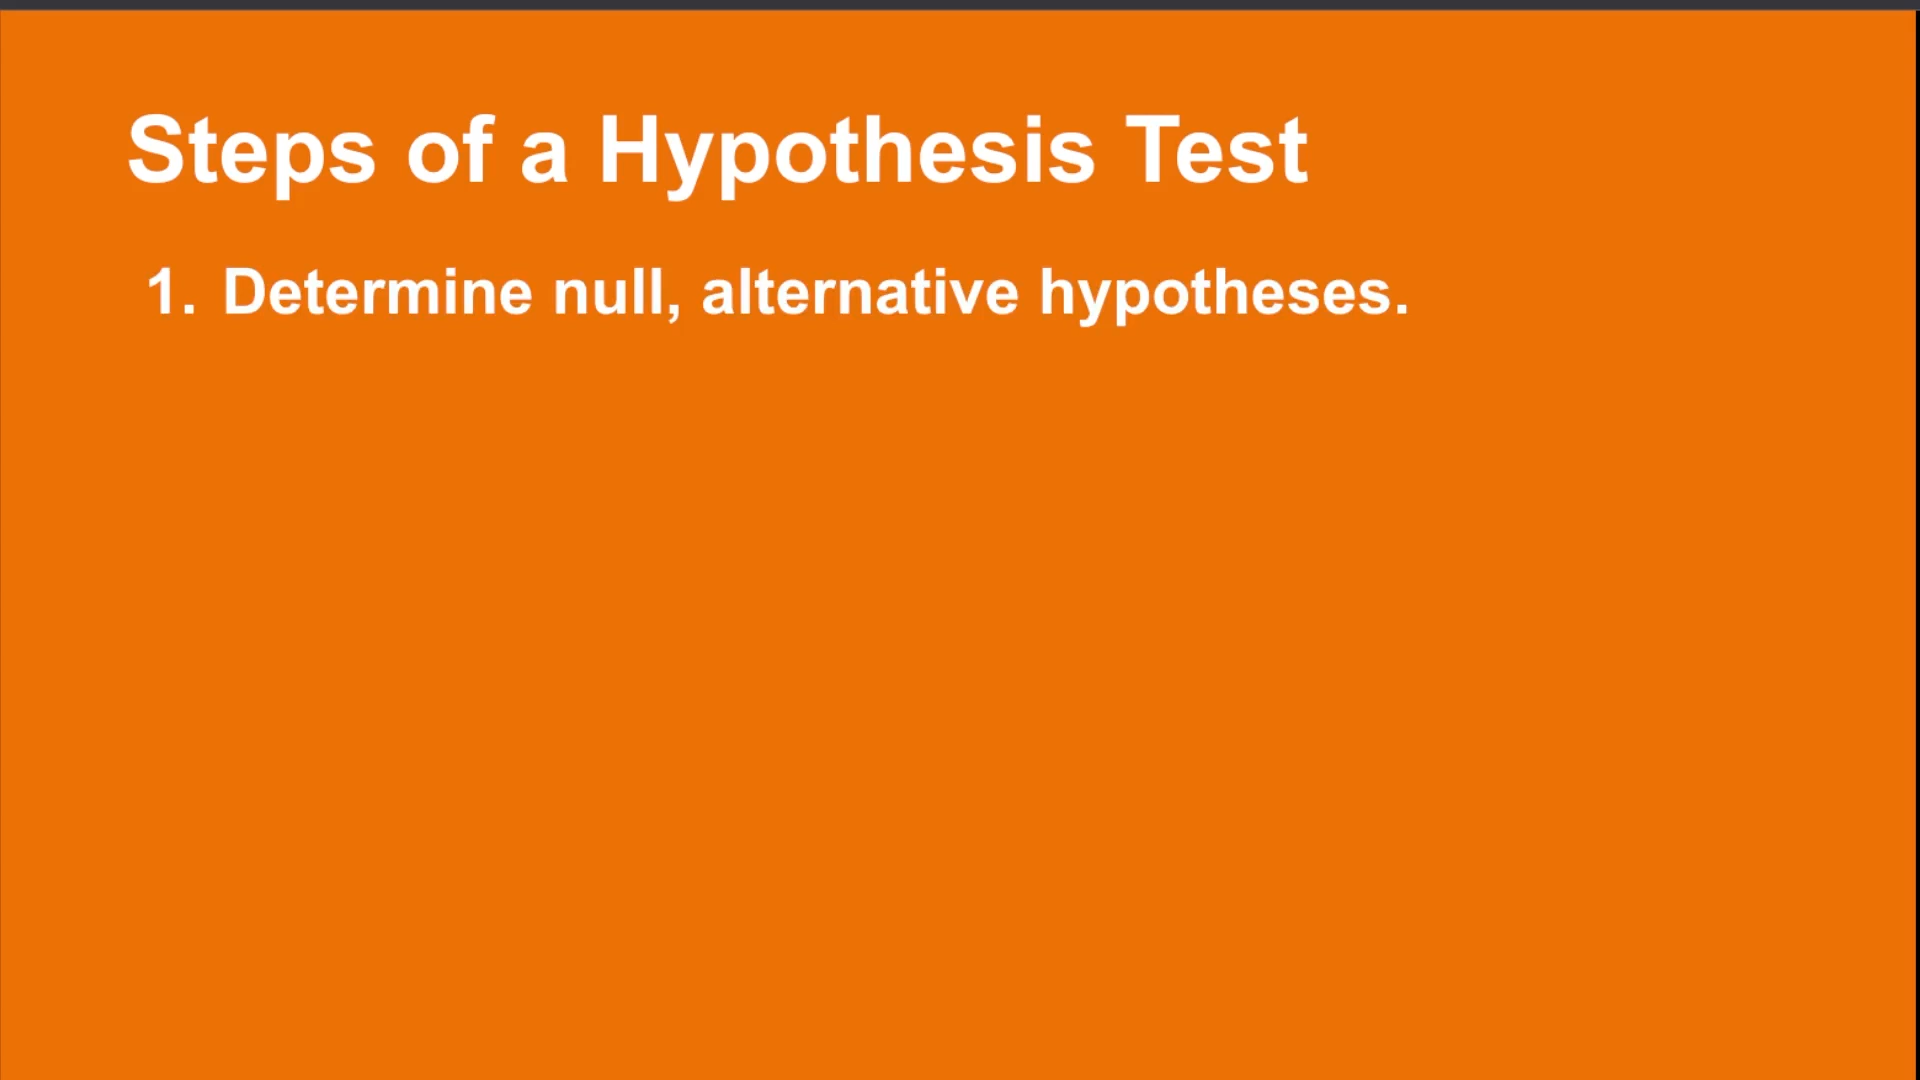 Steps of a Hypothesis Test
1. Determine null, alternative hypotheses.